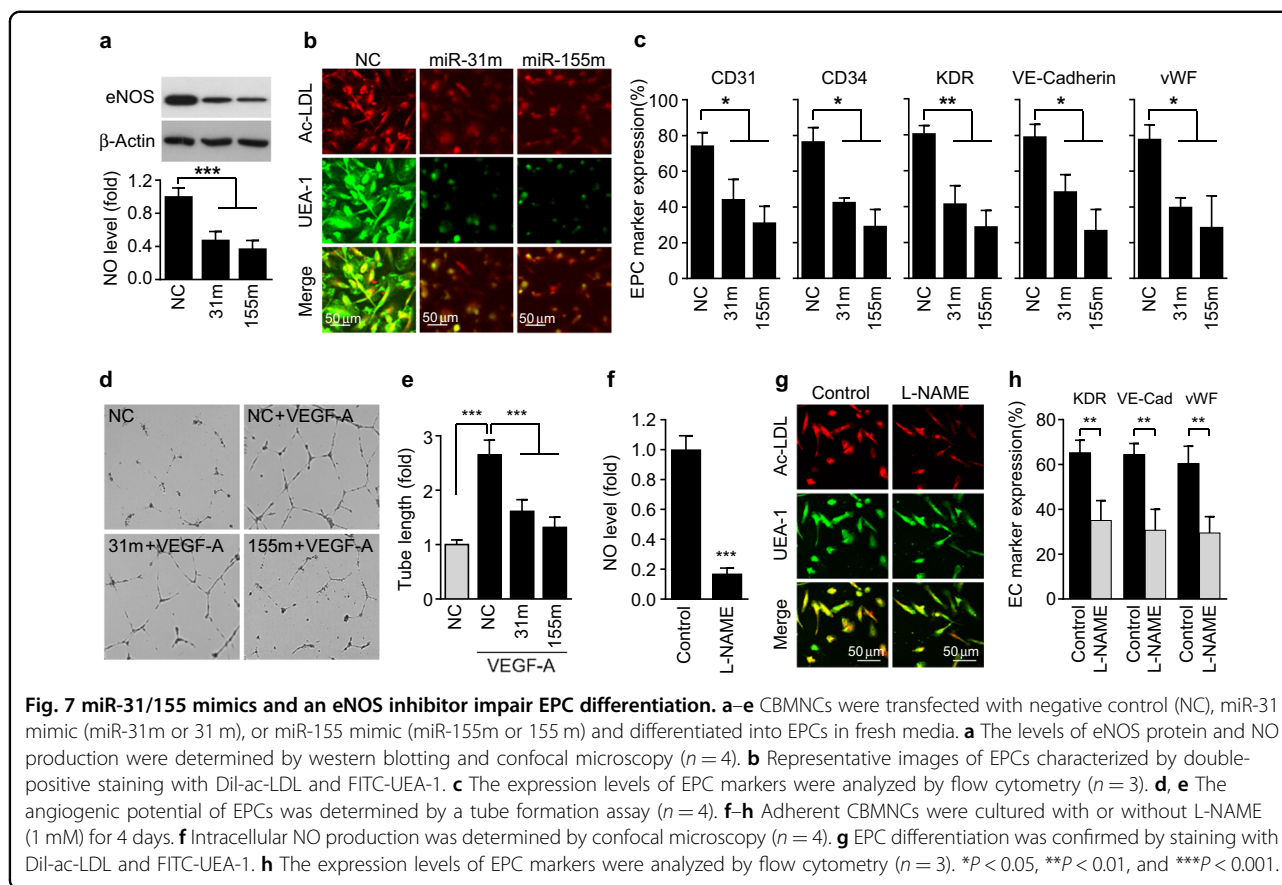 a
eNOS
β-Actin
***
NO level (fold)
1.2
0.8
0.4
0.0
NC
31m
155m
b
NC miR-31m miR-155m
Ac-LDL
UEA-1
Merge
50 µm 50 µm 50 µm
c
CD31 CD34 KDR VE-Cadherin vWF
* * ** * *
EPC marker expression(%)
100
80
60
40
20
0
NC 31m 155m NC 31m 155m NC 31m 155m NC 31m 155m NC 31m 155m
d
NC NC+VEGF-A
31m+VEGF-A 155m+VEGF-A
e
*** ***
Tube length (fold)
3
2
1
0
NC NC 31m 155m
VEGF-A
f
NO level (fold)
1.2
1.0
0.8
0.6
0.4
0.2
0.0
***
Control L-NAME
g
Control L-NAME
Ac-LDL
UEA-1
Merge
50 µm 50 µm
h
KDR VE-Cad vWF
** ** **
EC marker expression(%)
80
60
40
20
0
Control L-NAME Control L-NAME Control L-NAME
Fig. 7 miR-31/155 mimics and an eNOS inhibitor impair EPC differentiation. a–e CBMNCs were transfected with negative control (NC), miR-31
mimic (miR-31m or 31 m), or miR-155 mimic (miR-155m or 155 m) and differentiated into EPCs in fresh media. a The levels of eNOS protein and NO
production were determined by western blotting and confocal microscopy (n = 4). b Representative images of EPCs characterized by double-
positive staining with Dil-ac-LDL and FITC-UEA-1. c The expression levels of EPC markers were analyzed by flow cytometry (n = 3). d, e The
angiogenic potential of EPCs was determined by a tube formation assay (n = 4). f–h Adherent CBMNCs were cultured with or without L-NAME
(1 mM) for 4 days. f Intracellular NO production was determined by confocal microscopy (n = 4). g EPC differentiation was confirmed by staining with
Dil-ac-LDL and FITC-UEA-1. h The expression levels of EPC markers were analyzed by flow cytometry (n = 3). *P < 0.05, **P < 0.01, and ***P < 0.001.